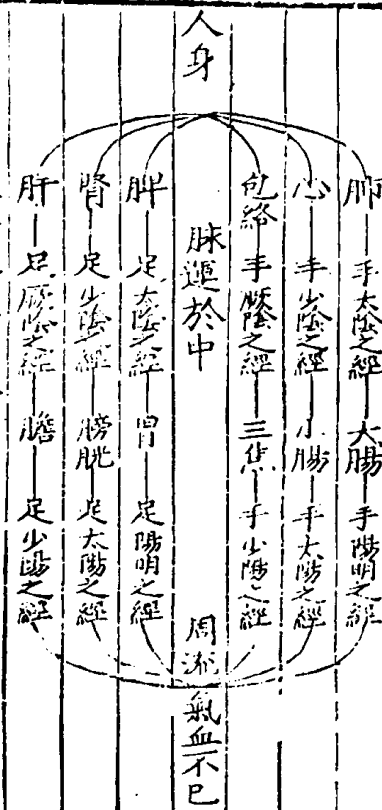 肺 手太陰之經 大腸 手陽明之經
心 手少陰之經 小腸 手太陽之經
包絡 手厥陰之經 三焦 手少陽之經
人身 脉運於中 周流氣血不已
脾 足太陰之經 胃 足陽明之經
腎 足少陰之經 膀胱 足太陽之經
肝 足厥陰之經 膽 足少陽之經